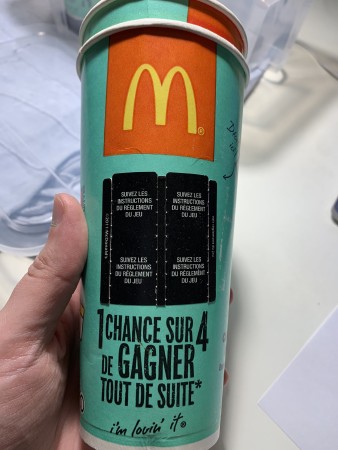 M
SUIVEZ LES
INSTRUCTIONS
DU RÈGLEMENT
DU JEU
SUIVEZ LES
INSTRUCTIONS
DU RÈGLEMENT
DU JEU
SUIVEZ LES
INSTRUCTIONS
DU RÈGLEMENT
DU JEU
SUIVEZ LES
INSTRUCTIONS
DU RÈGLEMENT
DU JEU
1 CHANCE SUR 4
DE GAGNER
TOUT DE SUITE*
i'm lovin' it®